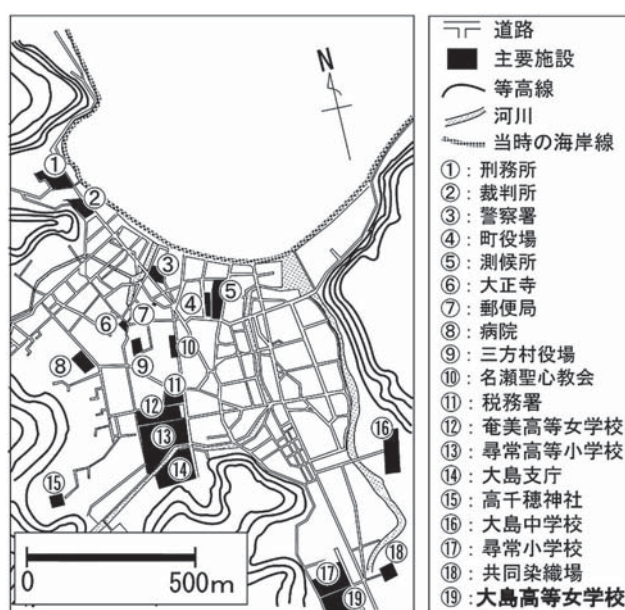 N
①
②
③
④
⑤
⑥
⑦
⑧
⑨
⑩
⑪
⑫
⑬
⑭
⑮
⑯
⑰
⑱
⑲
0
500m
道路
主要施設
等高線
河川
当時の海岸線
①：刑務所
②：裁判所
③：警察署
④：町役場
⑤：測候所
⑥：大正寺
⑦：郵便局
⑧：病院
⑨：三方村役場
⑩：名瀬聖心教会
⑪：税務署
⑫：奄美高等女学校
⑬：尋常高等小学校
⑭：大島支庁
⑮：高千穂神社
⑯：大島中学校
⑰：尋常小学校
⑱：共同染織場
⑲：大島高等女学校